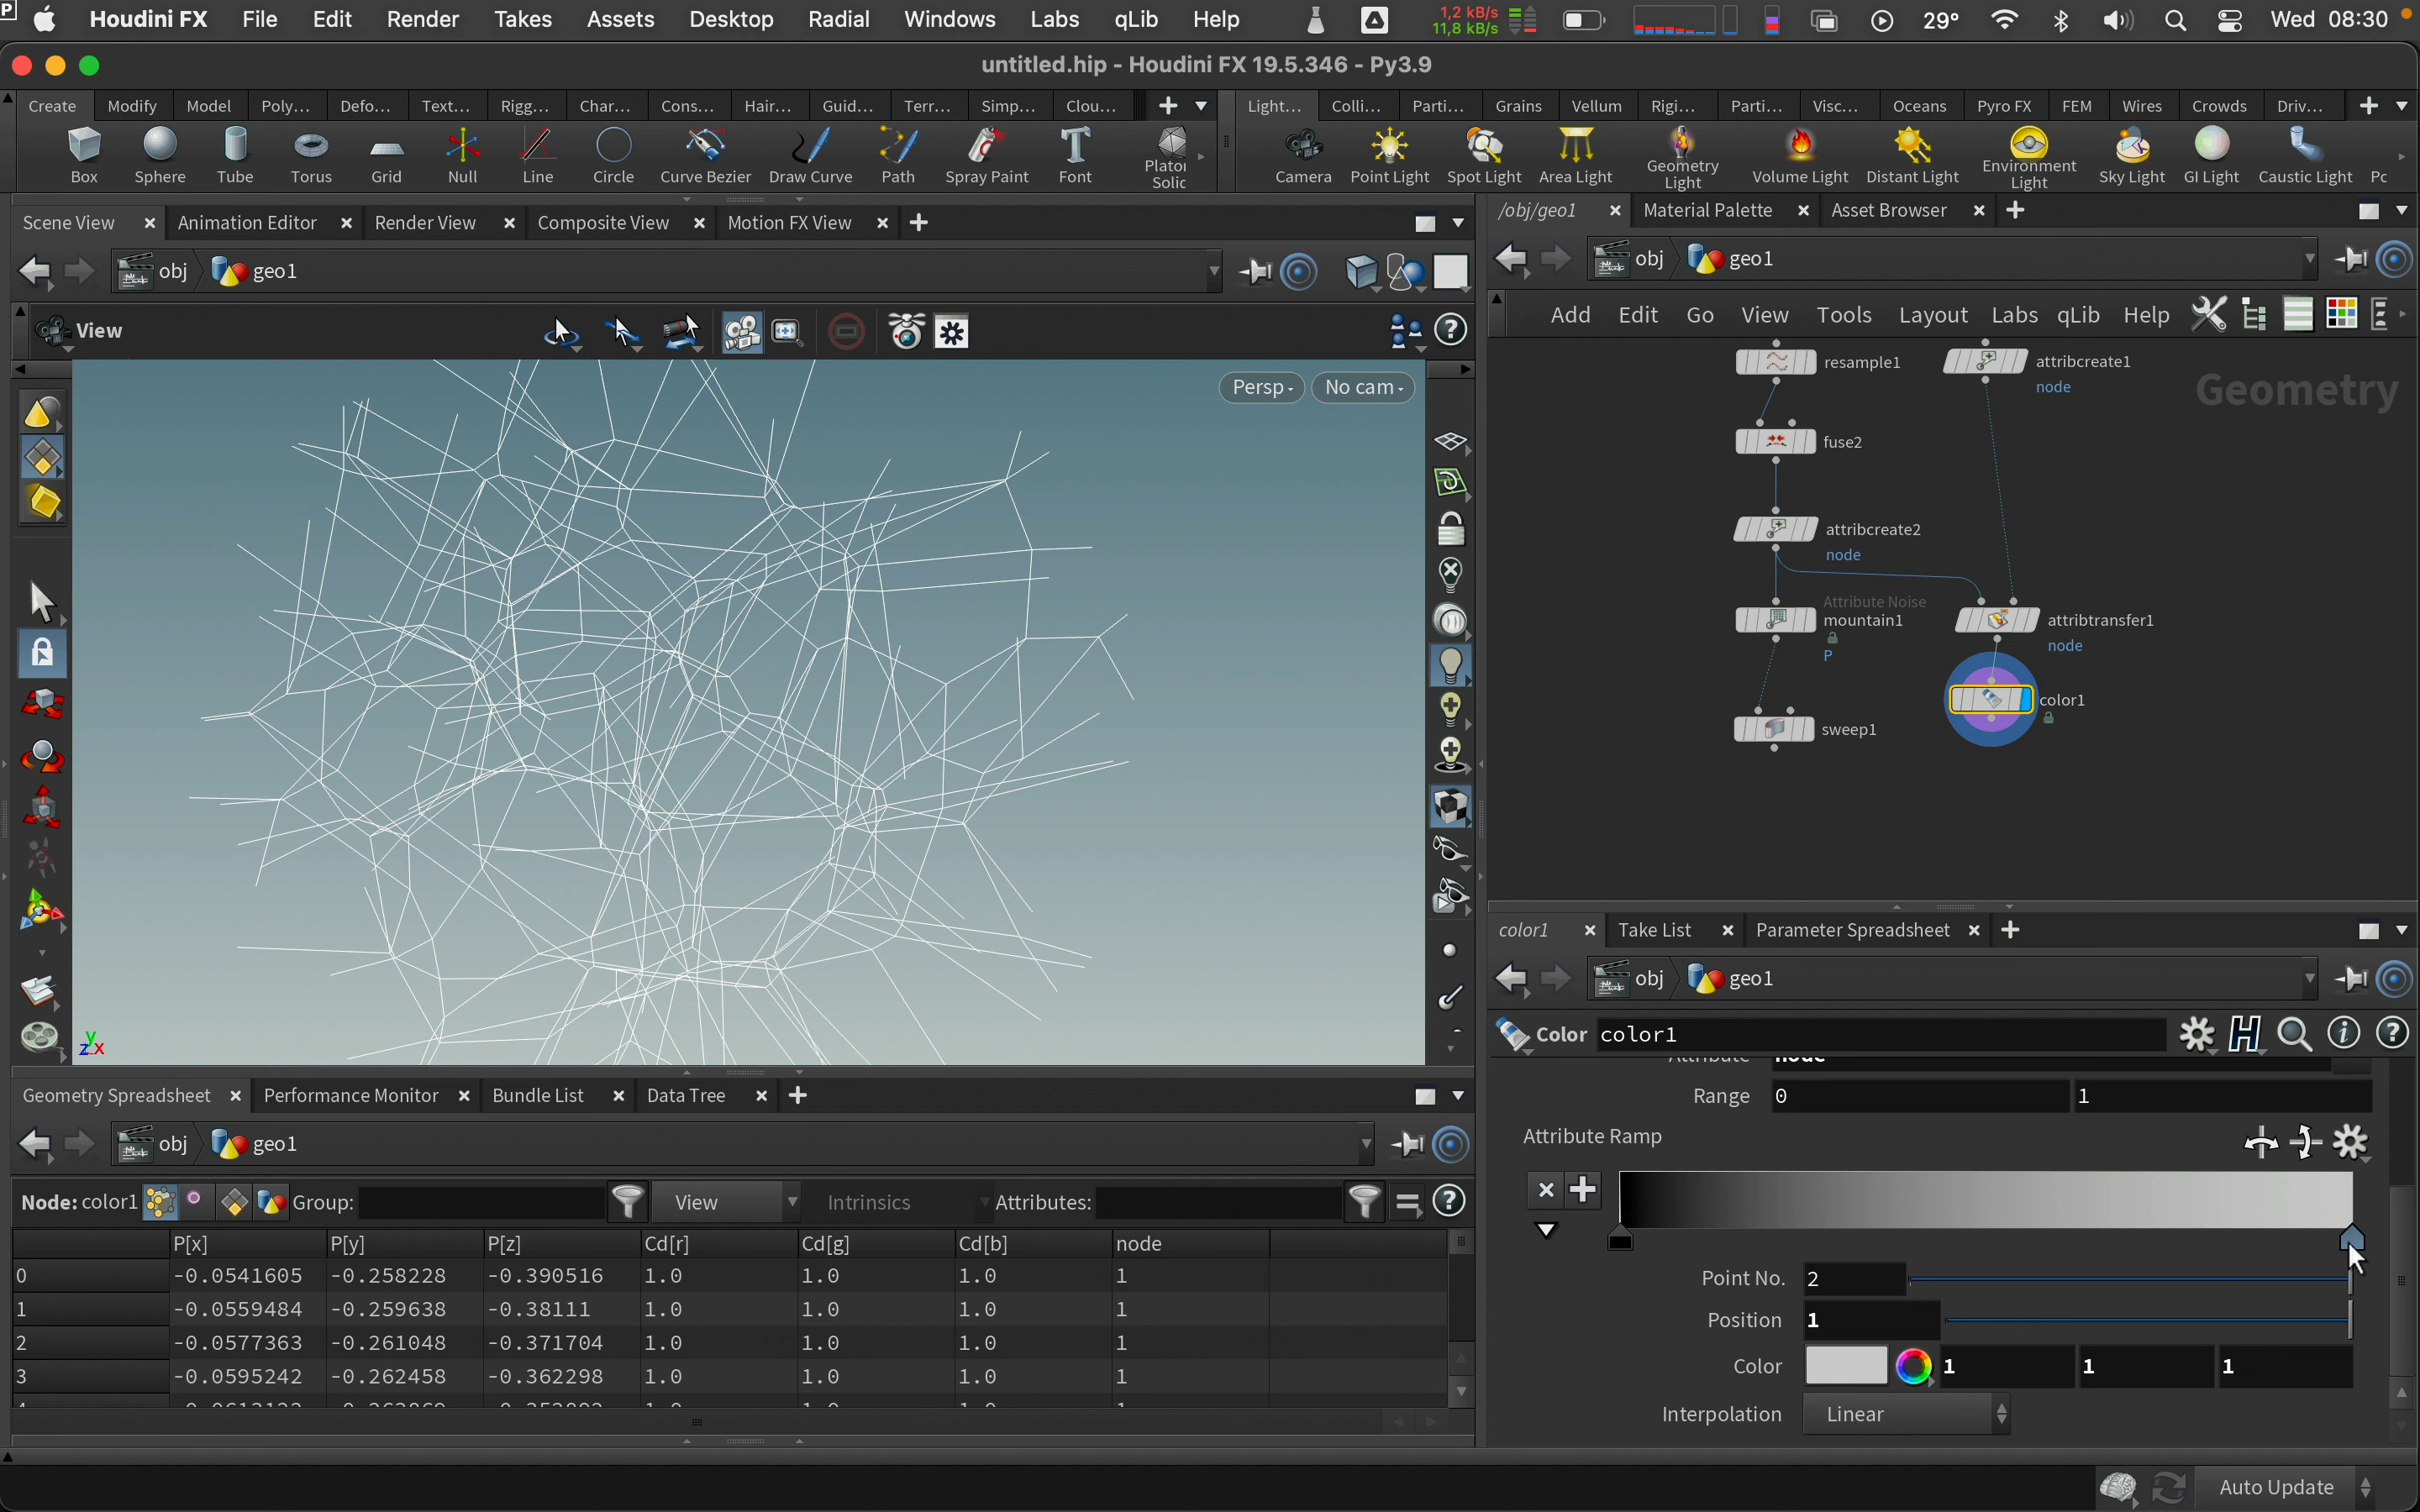 P
Houdini FX File Edit Render Takes Assets Desktop Radial Windows Labs qLib Help 1,2 kB/s 11,8 kB/s 29° Wed 08:30
untitled.hip - Houdini FX 19.5.346 - Py3.9
Create Modify Model Poly... Defo... Text... Rigg... Char... Cons... Hair... Guid... Terr... Simp... Clou... Light... Colli... Parti... Grains Vellum Rigi... Parti... Visc... Oceans Pyro FX FEM Wires Crowds Driv...
Box Sphere Tube Torus Grid Null Line Circle Curve Bezier Draw Curve Path Spray Paint Font Platoi Solic Camera Point Light Spot Light Area Light Geometry Light Volume Light Distant Light Environment Light Sky Light GI Light Caustic Light Pc
Scene View Animation Editor Render View Composite View Motion FX View
obj geo1
View
Persp No cam
y
z x
/obj/geo1 Material Palette Asset Browser
obj geo1
Add Edit Go View Tools Layout Labs qLib Help
Geometry
resample1
attribcreate1
node
fuse2
attribcreate2
node
Attribute Noise
mountain1
P
attribtransfer1
node
color1
sweep1
color1 Take List Parameter Spreadsheet
obj geo1
Color color1
Range 0 1
Attribute Ramp
Point No. 2
Position 1
Color 1 1 1
Interpolation Linear
Geometry Spreadsheet Performance Monitor Bundle List Data Tree
obj geo1
Node: color1 Group: View Intrinsics Attributes:
P[x] P[y] P[z] Cd[r] Cd[g] Cd[b] node
0 -0.0541605 -0.258228 -0.390516 1.0 1.0 1.0 1
1 -0.0559484 -0.259638 -0.38111 1.0 1.0 1.0 1
2 -0.0577363 -0.261048 -0.371704 1.0 1.0 1.0 1
3 -0.0595242 -0.262458 -0.362298 1.0 1.0 1.0 1
Auto Update